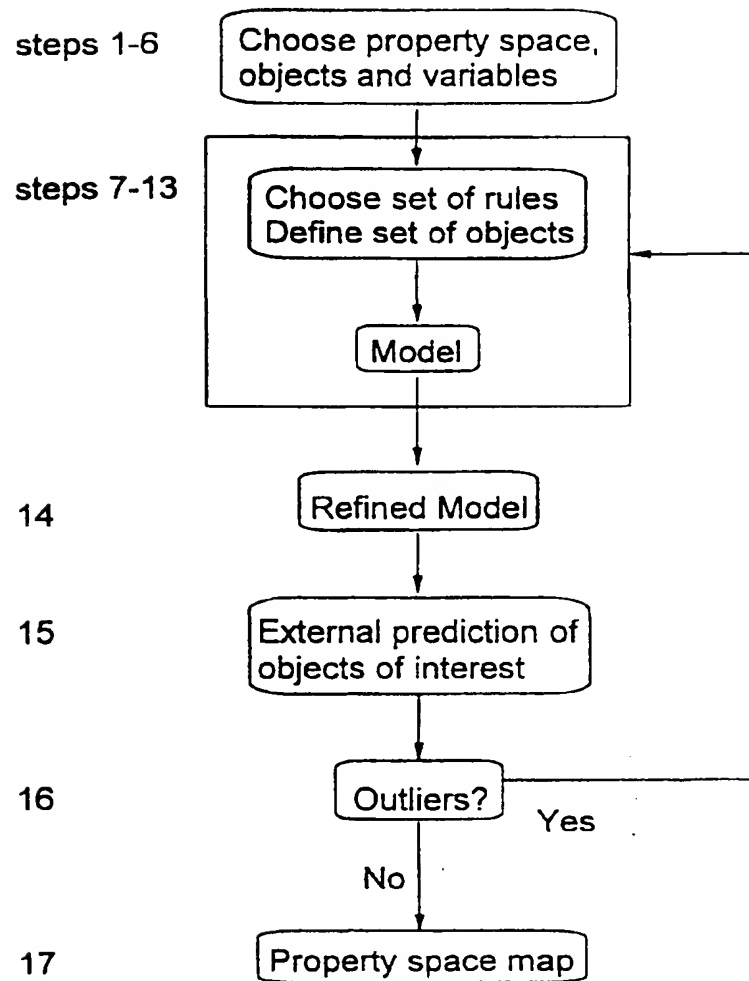 steps 1-6
Choose property space,
objects and variables
steps 7-13
Choose set of rules
Define set of objects
Model
14
Refined Model
15
External prediction of
objects of interest
16
Outliers?
Yes
No
17
Property space map